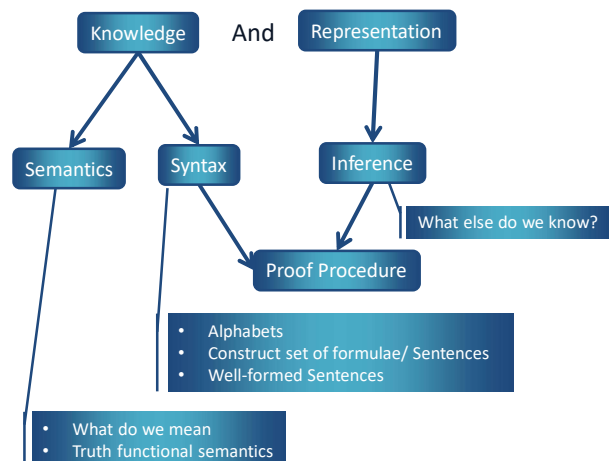 Knowledge And Representation
Semantics Syntax Inference
What else do we know?
Proof Procedure
• Alphabets
• Construct set of formulae/ Sentences
• Well-formed Sentences
• What do we mean
• Truth functional semantics